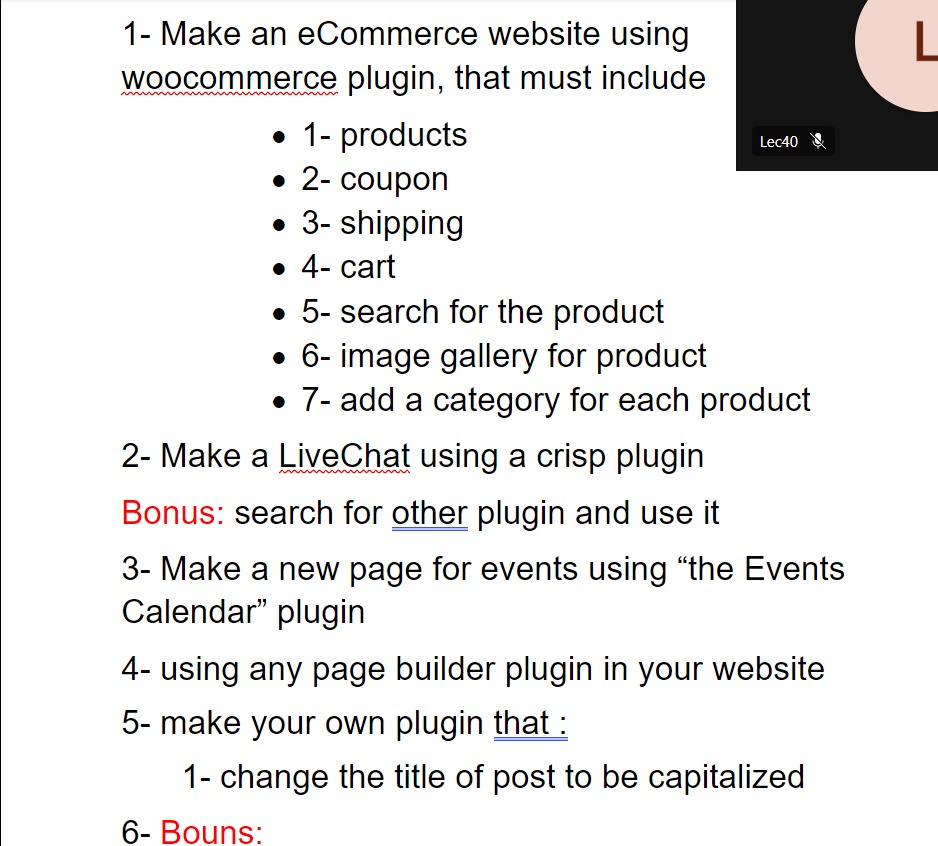 1- Make an eCommerce website using
woocommerce plugin, that must include
• 1- products
• 2- coupon
• 3- shipping
• 4- cart
• 5- search for the product
• 6- image gallery for product
• 7- add a category for each product
2- Make a LiveChat using a crisp plugin
Bonus: search for other plugin and use it
3- Make a new page for events using “the Events
Calendar” plugin
4- using any page builder plugin in your website
5- make your own plugin that :
1- change the title of post to be capitalized
6- Bouns:
L
Lec40